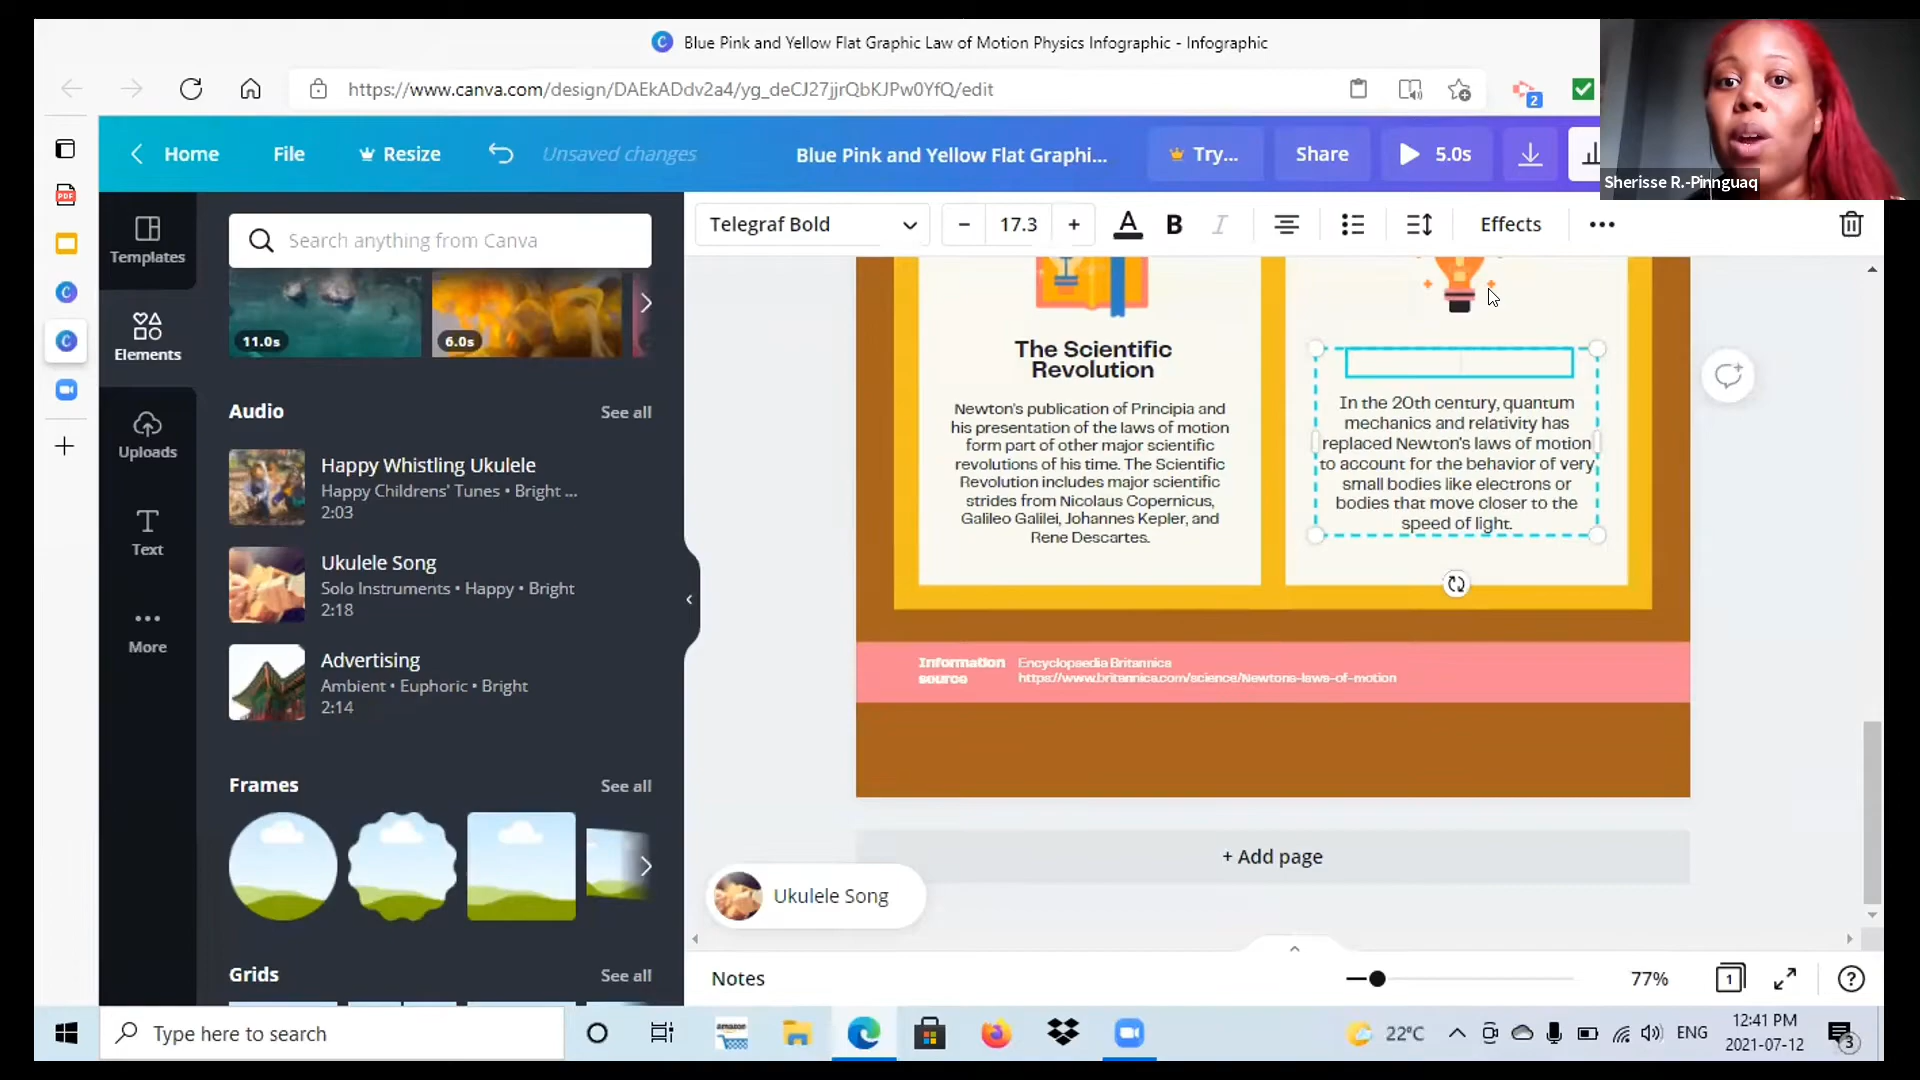 Blue Pink and Yellow Flat Graphic Law of Motion Physics Infographic - Infographic
https://www.canva.com/design/DAEkADdv2a4/yg_deCJ27jjrQbKJPw0YfQ/edit
2
Sherisse R.-Pinnguaq
Home
File
Resize
Unsaved changes
Blue Pink and Yellow Flat Graphi...
Try...
Share
5.0s
Templates
Elements
Uploads
Text
More
Search anything from Canva
11.0s
6.0s
Audio
See all
Happy Whistling Ukulele
Happy Childrens' Tunes • Bright ...
2:03
Ukulele Song
Solo Instruments • Happy • Bright
2:18
Advertising
Ambient • Euphoric • Bright
2:14
Frames
See all
Grids
See all
Telegraf Bold
17.3
A
B
I
Effects
The Scientific
Revolution
Newton's publication of Principia and
his presentation of the laws of motion
form part of other major scientific
revolutions of his time. The Scientific
Revolution includes major scientific
strides from Nicolaus Copernicus,
Galileo Galilei, Johannes Kepler, and
Rene Descartes.
In the 20th century, quantum
mechanics and relativity has
replaced Newton's laws of motion
to account for the behavior of very
small bodies like electrons or
bodies that move closer to the
speed of light.
Information
source
Encyclopaedia Britannica
https://www.britannica.com/science/Newtons-laws-of-motion
+ Add page
Ukulele Song
Notes
77%
1
?
Type here to search
amazon
22°C
ENG
12:41 PM
2021-07-12
3
PDF